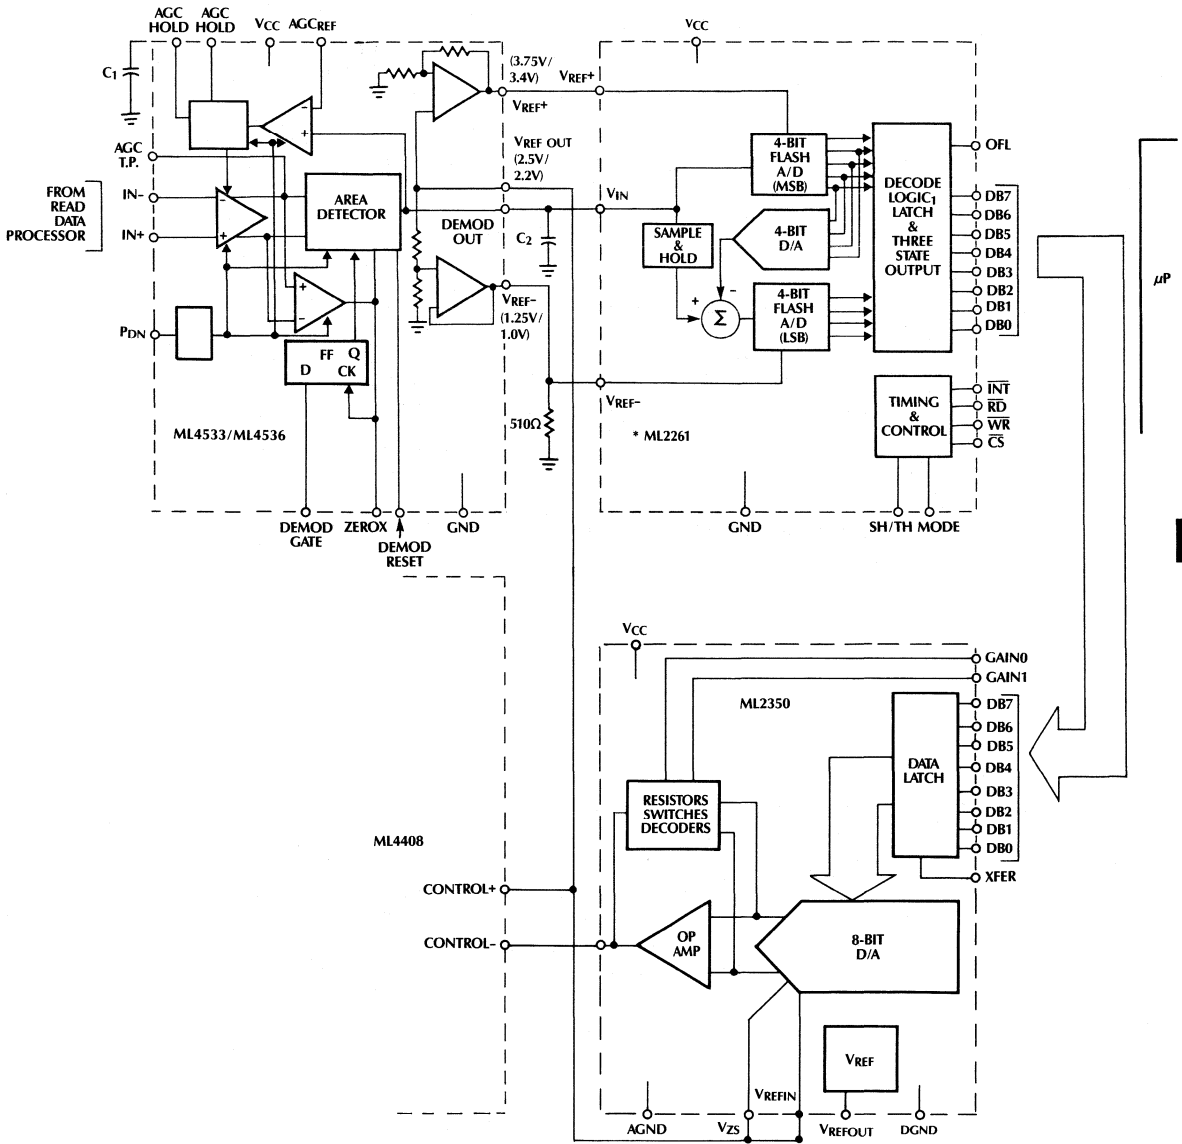 AGC
HOLD
AGC
HOLD
VCC
AGCREF
C1
AGC
T.P.
IN-
IN+
FROM
READ
DATA
PROCESSOR
PDN
-
+
-
+
AREA
DETECTOR
+
-
FF
Q
D
CK
ML4533/ML4536
DEMOD
GATE
ZEROX
DEMOD
RESET
GND
(3.75V/
3.4V)
VREF+
VREF OUT
(2.5V/
2.2V)
DEMOD
OUT
C2
VREF-
(1.25V/
1.0V)
510Ω
VREF+
VCC
VIN
VREF-
* ML2261
SAMPLE
&
HOLD
4-BIT
FLASH
A/D
(MSB)
4-BIT
D/A
+
-
Σ
4-BIT
FLASH
A/D
(LSB)
DECODE
LOGIC1
LATCH
&
THREE
STATE
OUTPUT
TIMING
&
CONTROL
OFL
DB7
DB6
DB5
DB4
DB3
DB2
DB1
DB0
INT
RD
WR
CS
GND
SH/TH MODE
μP
ML4408
CONTROL+
CONTROL-
VCC
ML2350
GAIN0
GAIN1
DB7
DB6
DB5
DB4
DB3
DB2
DB1
DB0
XFER
DATA
LATCH
RESISTORS
SWITCHES
DECODERS
OP
AMP
8-BIT
D/A
VREF
VREFIN
AGND
VZS
VREFOUT
DGND